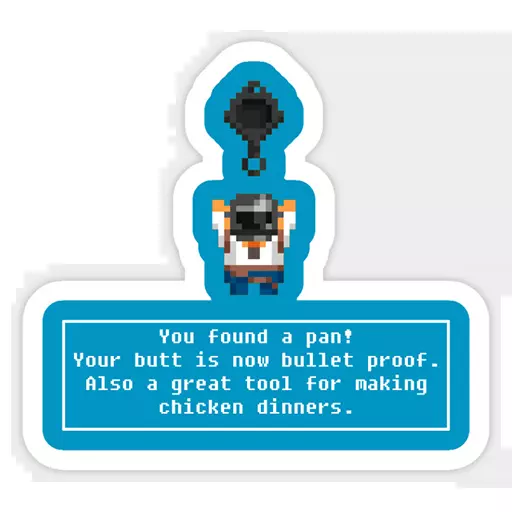 You found a pan!
Your butt is now bullet proof.
Also a great tool for making
chicken dinners.